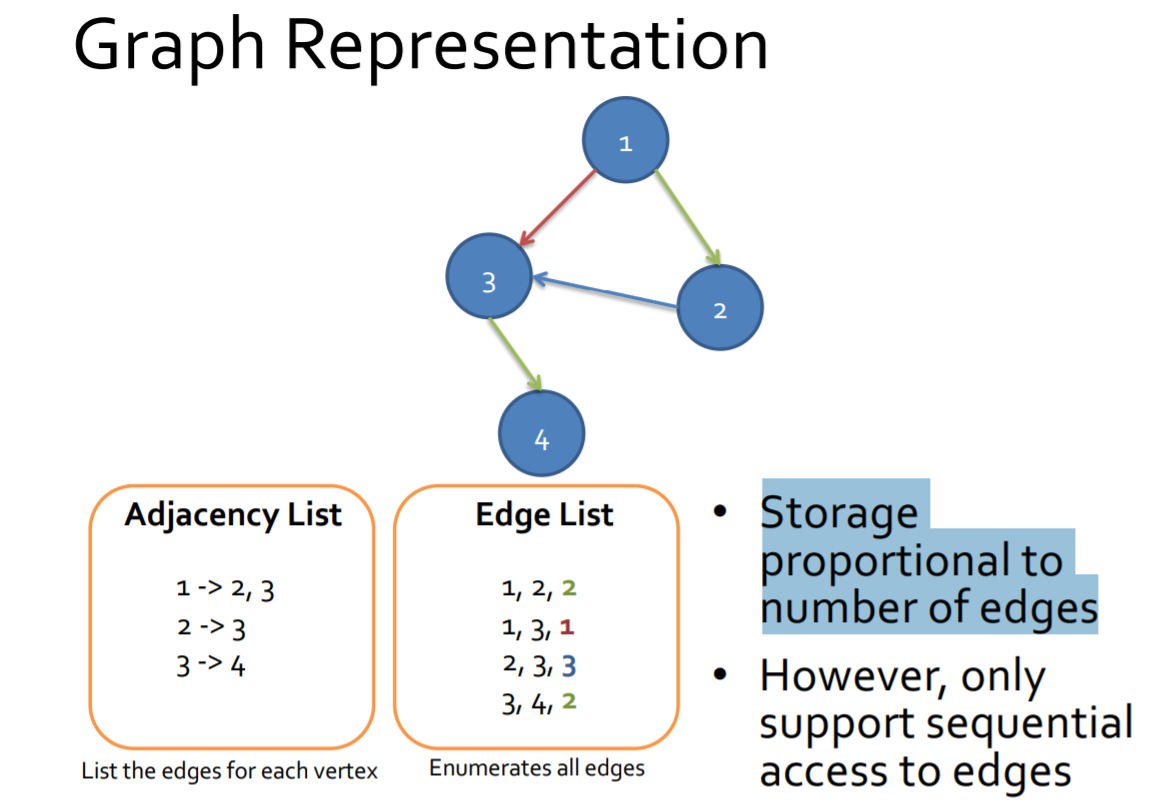 Graph Representation
1
3
2
4
Adjacency List
1 -> 2, 3
2 -> 3
3 -> 4
List the edges for each vertex
Edge List
1, 2, 2
1, 3, 1
2, 3, 3
3, 4, 2
Enumerates all edges
• Storage
proportional to
number of edges
• However, only
support sequential
access to edges